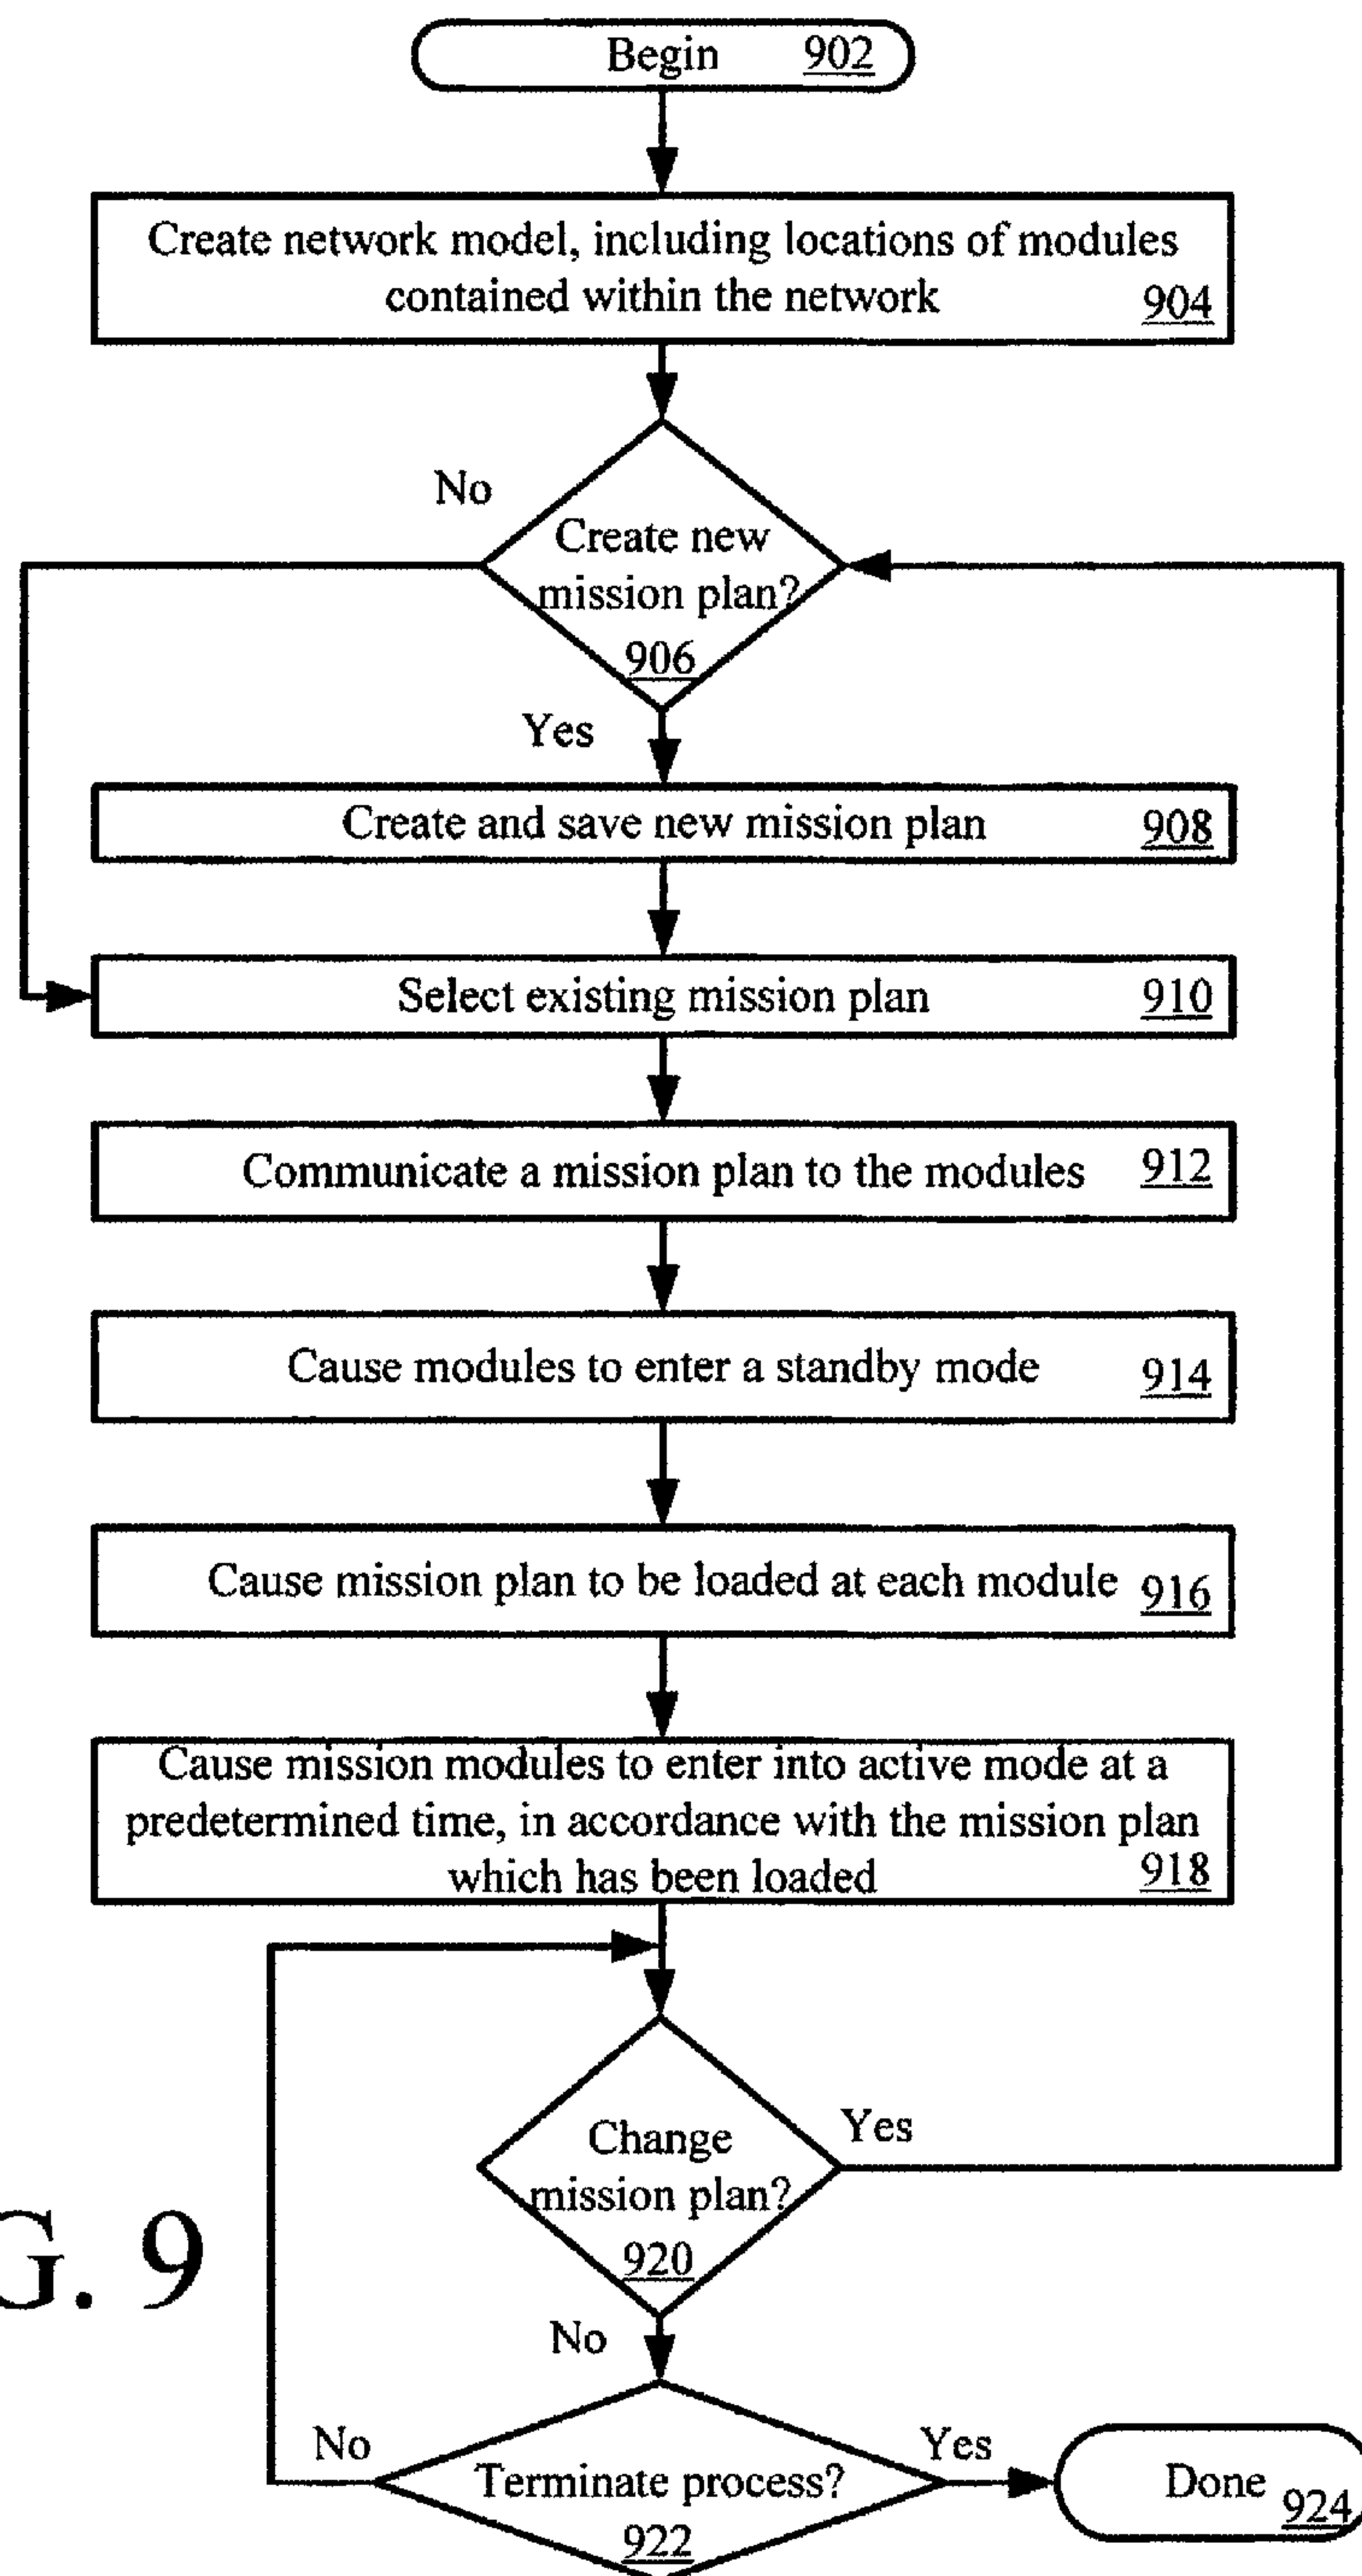 Begin 902
Create network model, including locations of modules
contained within the network 904
No
Create new
mission plan?
906
Yes
Create and save new mission plan 908
Select existing mission plan 910
Communicate a mission plan to the modules 912
Cause modules to enter a standby mode 914
Cause mission plan to be loaded at each module 916
Cause mission modules to enter into active mode at a
predetermined time, in accordance with the mission plan
which has been loaded 918
Change
mission plan?
920
Yes
No
G. 9
No
Terminate process?
922
Yes
Done 924